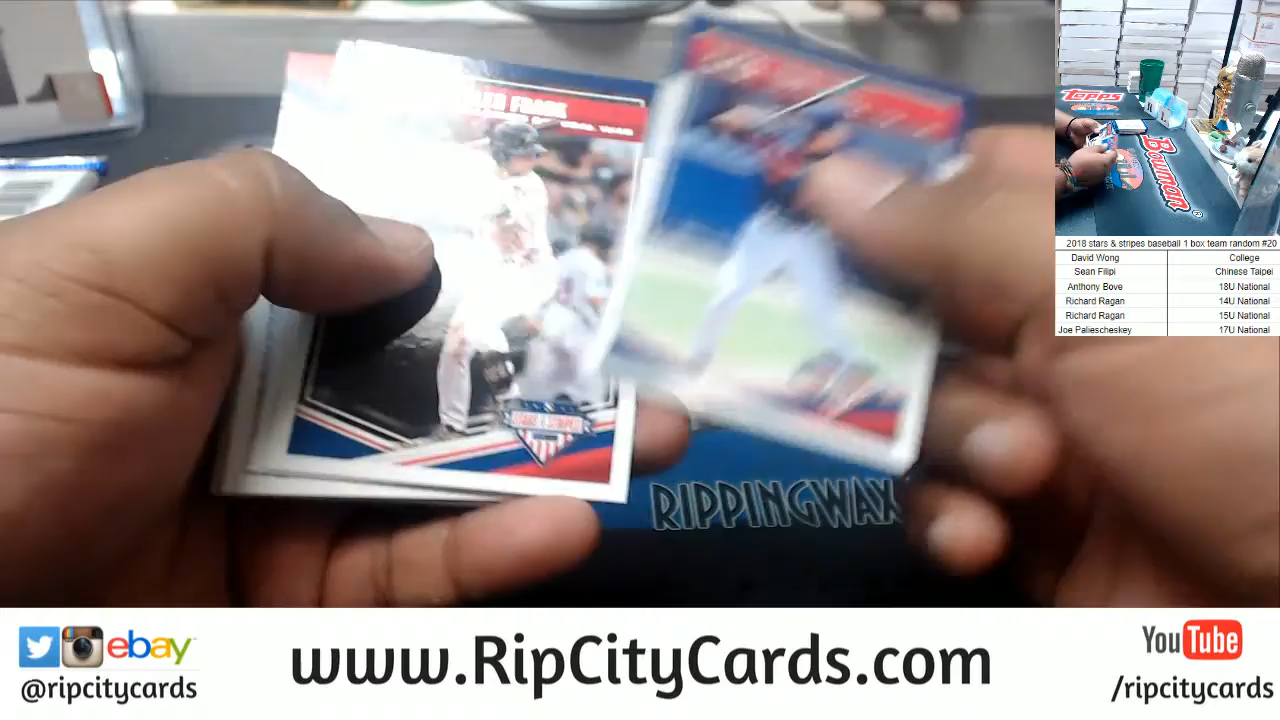 FRANK
STARS & STRIPES
RIPPINGWAX
Topps
Bowman
2018 stars & stripes baseball 1 box team random #20
David Wong College
Sean Filipi Chinese Taipei
Anthony Bove 18U National
Richard Ragan 14U National
Richard Ragan 15U National
Joe Paliescheskey 17U National
ebay
@ripcitycards
www.RipCityCards.com
YouTube
/ripcitycards